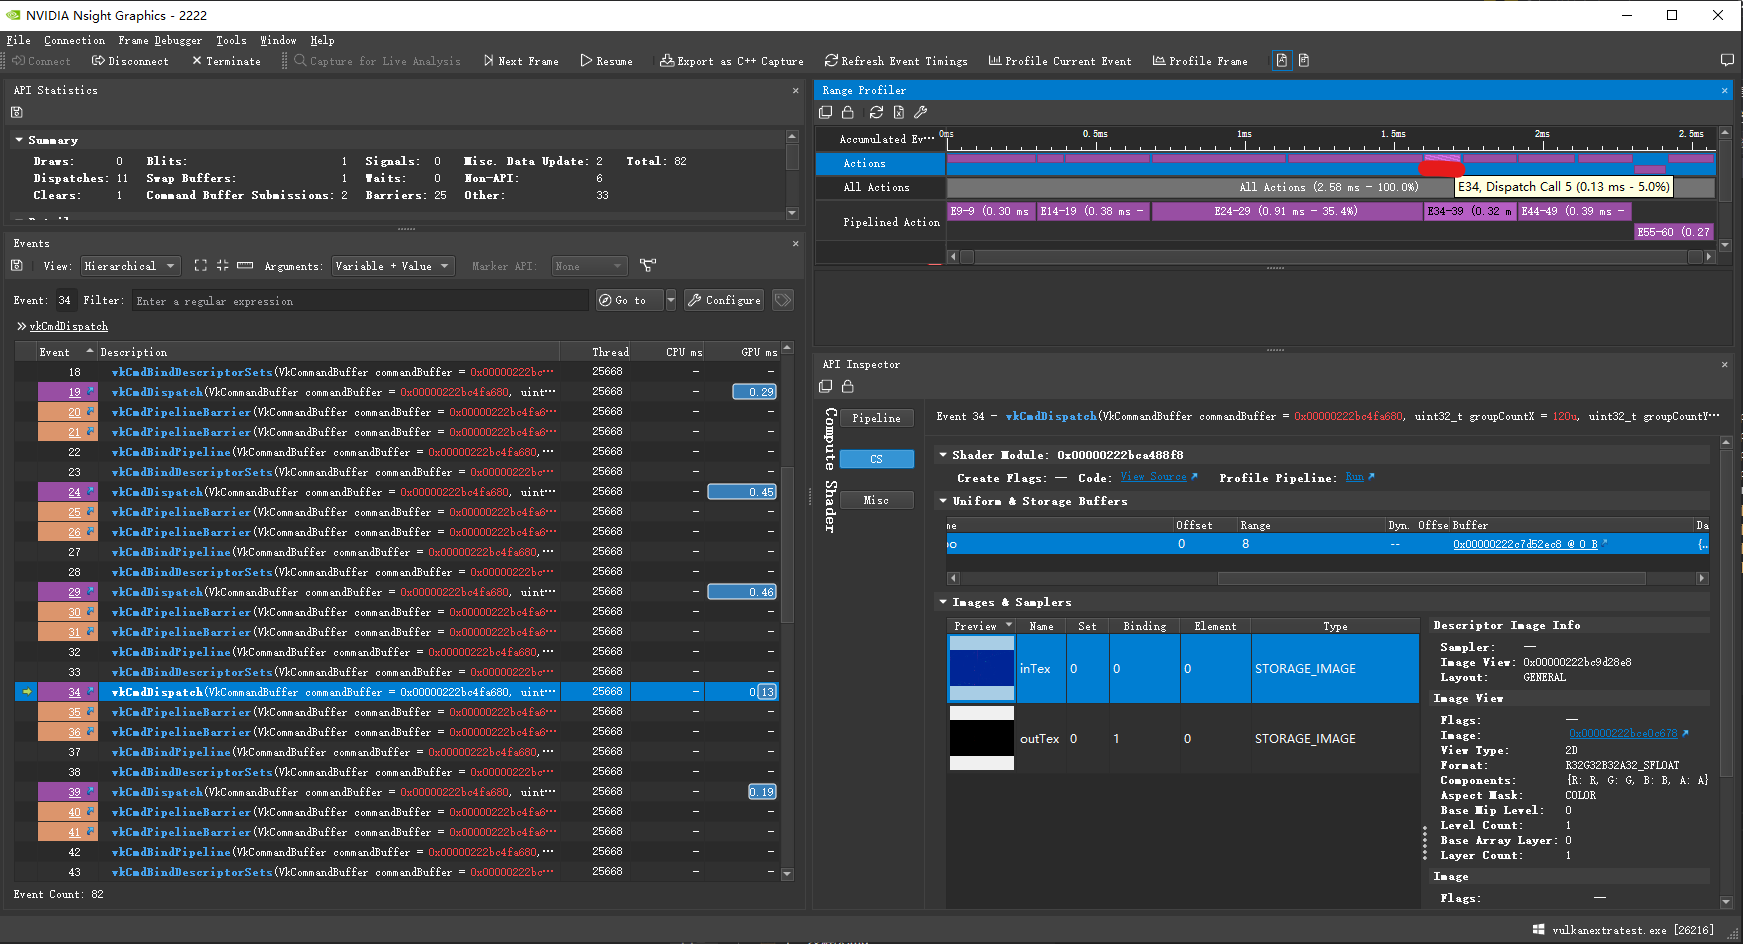 NVIDIA Nsight Graphics - 2222
File Connection Frame Debugger Tools Window Help
Connect Disconnect Terminate Capture for Live Analysis Next Frame Resume Export as C++ Capture Refresh Event Timings Profile Current Event Profile Frame
API Statistics
Summary
Draws: 0 Blits: 1 Signals: 0 Misc. Data Update: 2 Total: 82
Dispatches: 11 Swap Buffers: 1 Waits: 0 Non-API: 6
Clears: 1 Command Buffer Submissions: 2 Barriers: 25 Other: 33
Events
View: Hierarchical Arguments: Variable + Value Marker API: None
Event: 34 Filter: Enter a regular expression Go to Configure
vkCmdDispatch
Event Description Thread CPU ms GPU ms
18 vkCmdBindDescriptorSets(VkCommandBuffer commandBuffer = 0x00000222bc··· 25668 — —
19 vkCmdDispatch(VkCommandBuffer commandBuffer = 0x00000222bc4fa680, uint··· 25668 — 0.29
20 vkCmdPipelineBarrier(VkCommandBuffer commandBuffer = 0x00000222bc4fa6··· 25668 — —
21 vkCmdPipelineBarrier(VkCommandBuffer commandBuffer = 0x00000222bc4fa6··· 25668 — —
22 vkCmdBindPipeline(VkCommandBuffer commandBuffer = 0x00000222bc4fa680,··· 25668 — —
23 vkCmdBindDescriptorSets(VkCommandBuffer commandBuffer = 0x00000222bc··· 25668 — —
24 vkCmdDispatch(VkCommandBuffer commandBuffer = 0x00000222bc4fa680, uint··· 25668 — 0.45
25 vkCmdPipelineBarrier(VkCommandBuffer commandBuffer = 0x00000222bc4fa6··· 25668 — —
26 vkCmdPipelineBarrier(VkCommandBuffer commandBuffer = 0x00000222bc4fa6··· 25668 — —
27 vkCmdBindPipeline(VkCommandBuffer commandBuffer = 0x00000222bc4fa680,··· 25668 — —
28 vkCmdBindDescriptorSets(VkCommandBuffer commandBuffer = 0x00000222bc··· 25668 — —
29 vkCmdDispatch(VkCommandBuffer commandBuffer = 0x00000222bc4fa680, uint··· 25668 — 0.46
30 vkCmdPipelineBarrier(VkCommandBuffer commandBuffer = 0x00000222bc4fa6··· 25668 — —
31 vkCmdPipelineBarrier(VkCommandBuffer commandBuffer = 0x00000222bc4fa6··· 25668 — —
32 vkCmdBindPipeline(VkCommandBuffer commandBuffer = 0x00000222bc4fa680,··· 25668 — —
33 vkCmdBindDescriptorSets(VkCommandBuffer commandBuffer = 0x00000222bc··· 25668 — —
34 vkCmdDispatch(VkCommandBuffer commandBuffer = 0x00000222bc4fa680, uint··· 25668 — 0.13
35 vkCmdPipelineBarrier(VkCommandBuffer commandBuffer = 0x00000222bc4fa6··· 25668 — —
36 vkCmdPipelineBarrier(VkCommandBuffer commandBuffer = 0x00000222bc4fa6··· 25668 — —
37 vkCmdBindPipeline(VkCommandBuffer commandBuffer = 0x00000222bc4fa680,··· 25668 — —
38 vkCmdBindDescriptorSets(VkCommandBuffer commandBuffer = 0x00000222bc··· 25668 — —
39 vkCmdDispatch(VkCommandBuffer commandBuffer = 0x00000222bc4fa680, uint··· 25668 — 0.19
40 vkCmdPipelineBarrier(VkCommandBuffer commandBuffer = 0x00000222bc4fa6··· 25668 — —
41 vkCmdPipelineBarrier(VkCommandBuffer commandBuffer = 0x00000222bc4fa6··· 25668 — —
42 vkCmdBindPipeline(VkCommandBuffer commandBuffer = 0x00000222bc4fa680,··· 25668 — —
43 vkCmdBindDescriptorSets(VkCommandBuffer commandBuffer = 0x00000222bc··· 25668 — —
Event Count: 82
Range Profiler
Accumulated Ev··· 0ms 0.5ms 1ms 1.5ms 2ms 2.5ms
Actions
E34, Dispatch Call 5 (0.13 ms - 5.0%)
All Actions All Actions (2.58 ms - 100.0%)
Pipelined Action E9-9 (0.30 ms E14-19 (0.38 ms - E24-29 (0.91 ms - 35.4%) E34-39 (0.32 m E44-49 (0.39 ms -
E55-60 (0.27
API Inspector
Compute Shader
Pipeline
CS
Misc
Event 34 - vkCmdDispatch(VkCommandBuffer commandBuffer = 0x00000222bc4fa680, uint32_t groupCountX = 120u, uint32_t groupCountY···
Shader Module: 0x00000222bca488f8
Create Flags: — Code: View Source Profile Pipeline: Run
Uniform & Storage Buffers
me Offset Range Dyn. Offse Buffer Da
bo 0 8 -- 0x00000222c7d52ec8 @ 0 B {..
Images & Samplers
Preview Name Set Binding Element Type
inTex 0 0 0 STORAGE_IMAGE
outTex 0 1 0 STORAGE_IMAGE
Descriptor Image Info
Sampler: —
Image View: 0x00000222bc9d28e8
Layout: GENERAL
Image View
Flags: —
Image: 0x00000222bce0c678
View Type: 2D
Format: R32G32B32A32_SFLOAT
Components: {R: R, G: G, B: B, A: A}
Aspect Mask: COLOR
Base Mip Level: 0
Level Count: 1
Base Array Layer: 0
Layer Count: 1
Image
Flags: —
vulkanextratest.exe [26216]